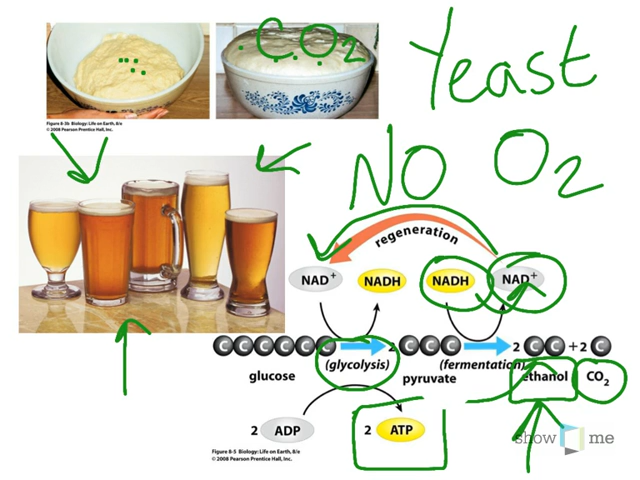 CO2
Yeast
Figure 8-3b Biology: Life on Earth, 8/e
© 2008 Pearson Prentice Hall, Inc.
NO O2
regeneration
NAD+ NADH NADH NAD+
C C C C C C 2 C C C 2 C C + 2 C
(glycolysis) (fermentation)
glucose pyruvate ethanol CO2
2 ADP 2 ATP
show me
Figure 8-5 Biology: Life on Earth, 8/e
© 2008 Pearson Prentice Hall, Inc.